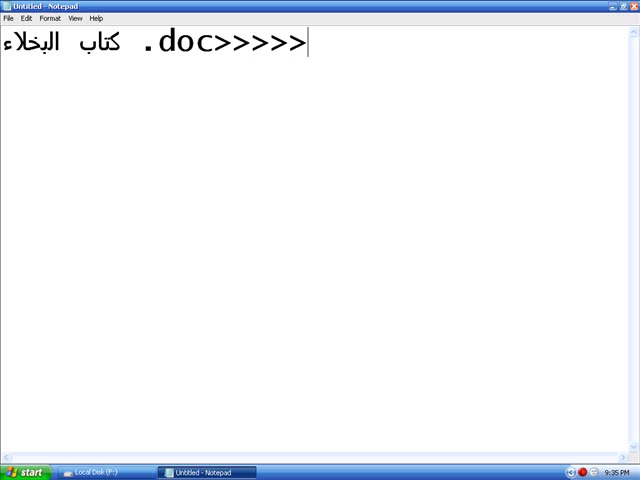 Untitled - Notepad
File Edit Format View Help
كتاب البخلاء .doc>>>>>
start Local Disk (F:) Untitled - Notepad 9:35 PM